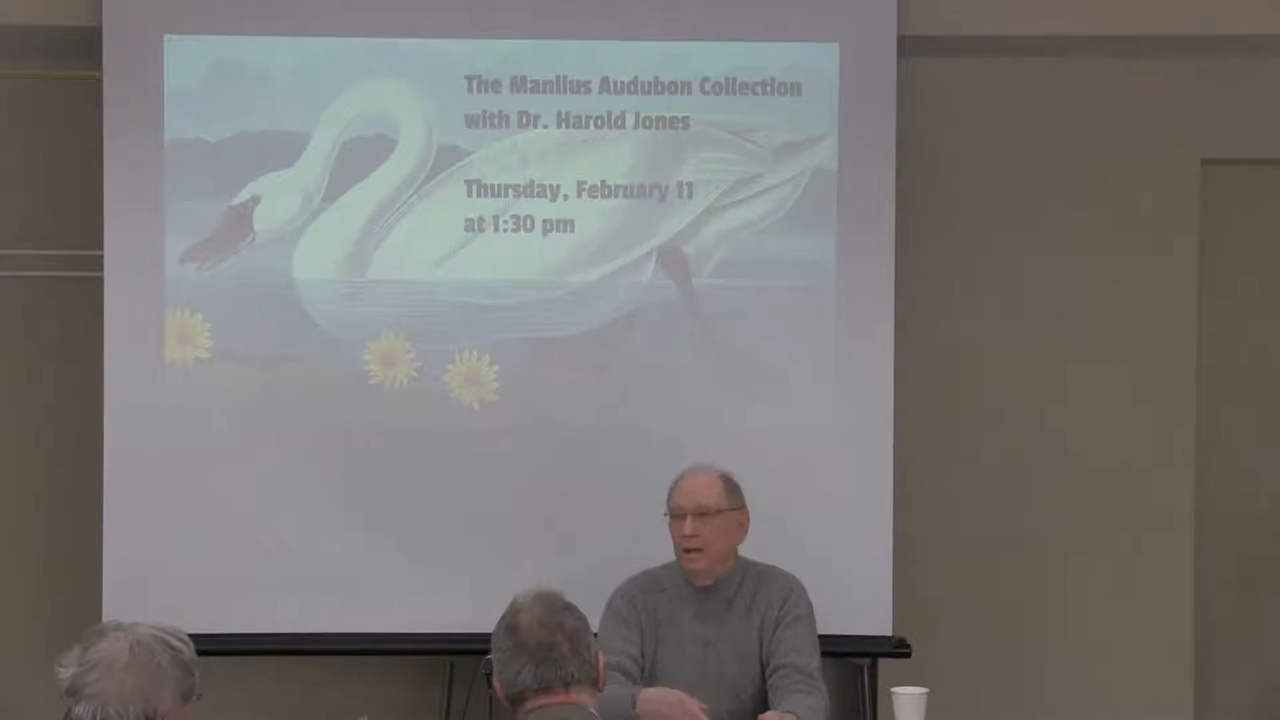 The Manlius Audubon Collection
with Dr. Harold Jones
Thursday, February 11
at 1:30 pm